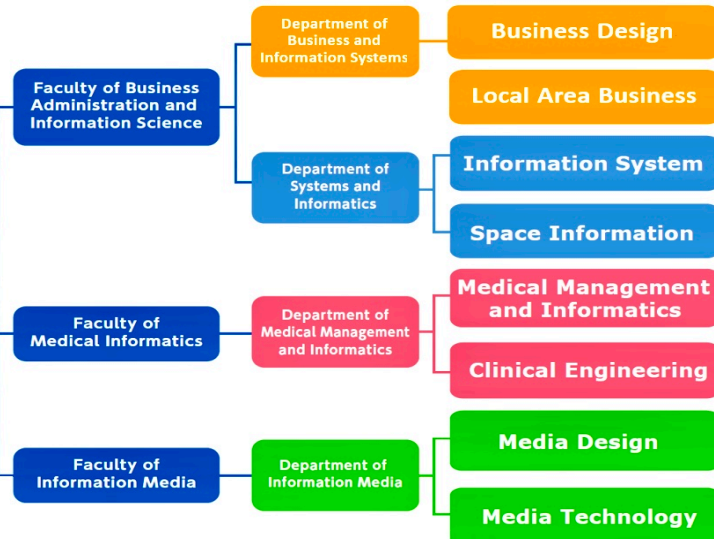 Faculty of Business
Administration and
Information Science
Department of
Business and
Information Systems
Business Design
Local Area Business
Department of
Systems and
Informatics
Information System
Space Information
Faculty of
Medical Informatics
Department of
Medical Management
and Informatics
Medical Management
and Informatics
Clinical Engineering
Faculty of
Information Media
Department of
Information Media
Media Design
Media Technology